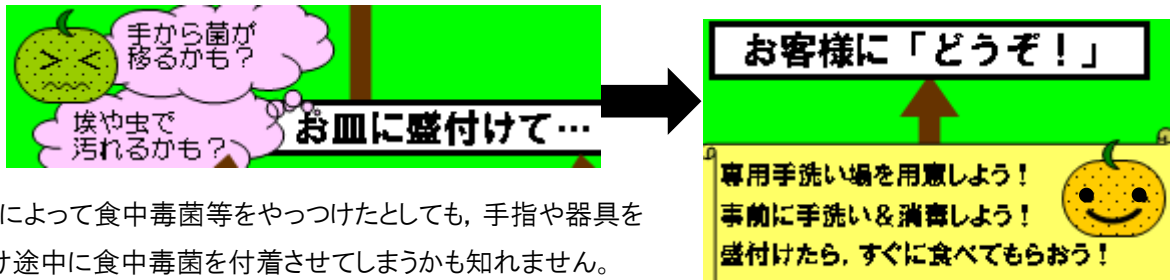 手から菌が
移るかも?
埃や虫で
汚れるかも?
お皿に盛付けて…
お客様に「どうぞ!」
専用手洗い場を用意しよう!
事前に手洗い&消毒しよう!
盛付けたら,すぐに食べてもらおう!
によって食中毒菌等をやっつけたとしても,手指や器具を
け途中に食中毒菌を付着させてしまうかも知れません。